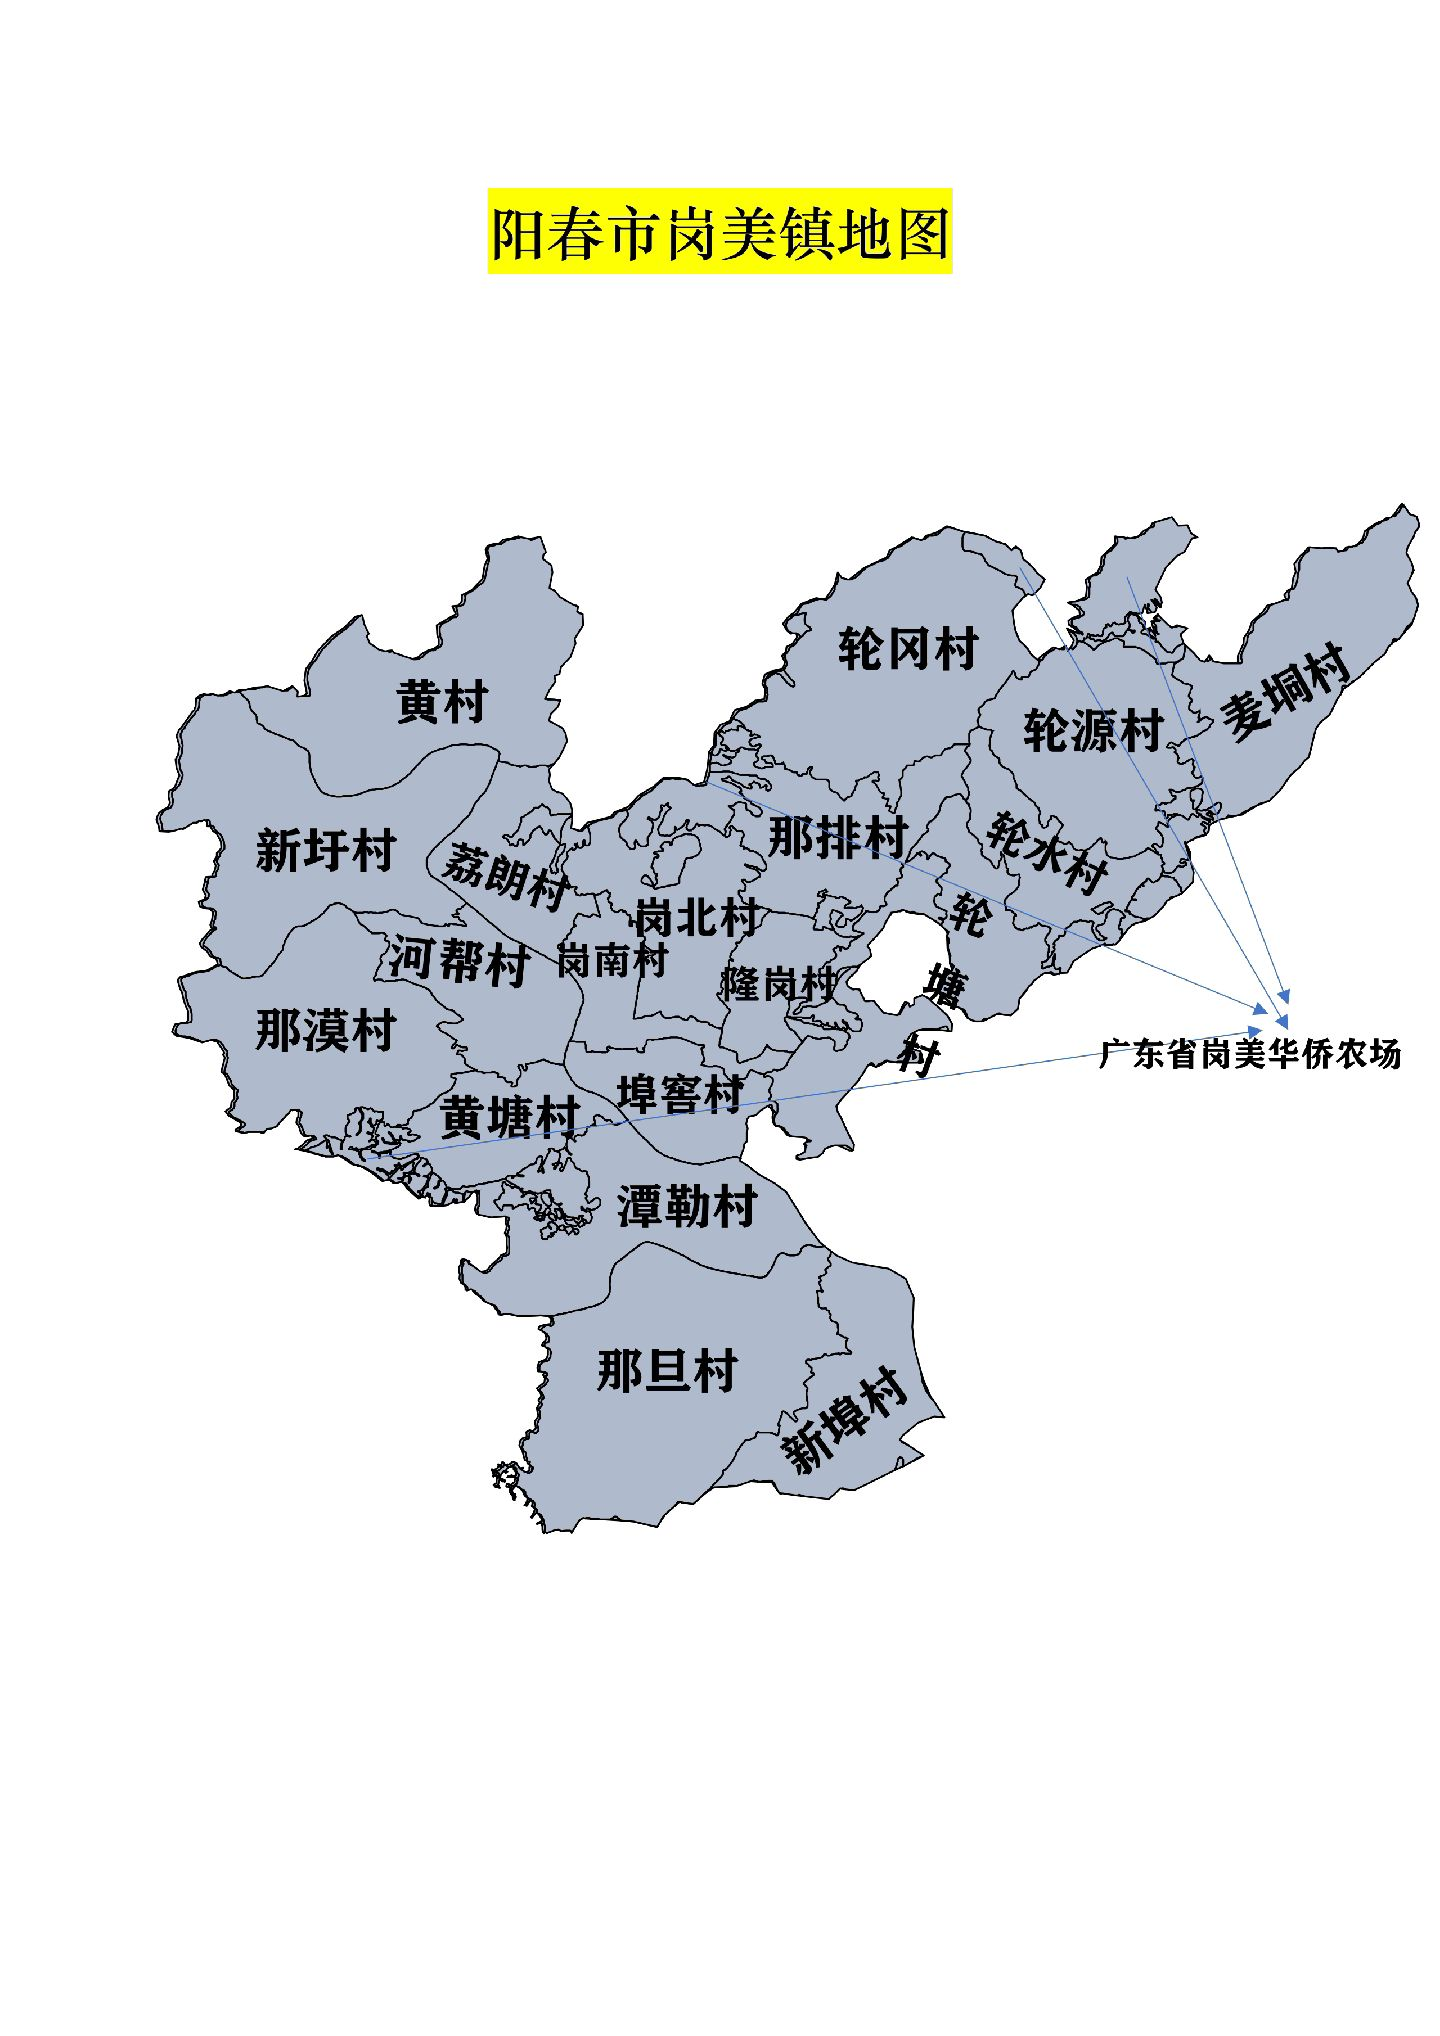 阳春市岗美镇地图
轮冈村
麦垌村
黄村
轮源村
新圩村
荔朗村
那排村
轮水村
岗北村
轮塘村
河帮村
岗南村
隆岗村
那漠村
广东省岗美华侨农场
埠窖村
黄塘村
潭勒村
那旦村
新埠村